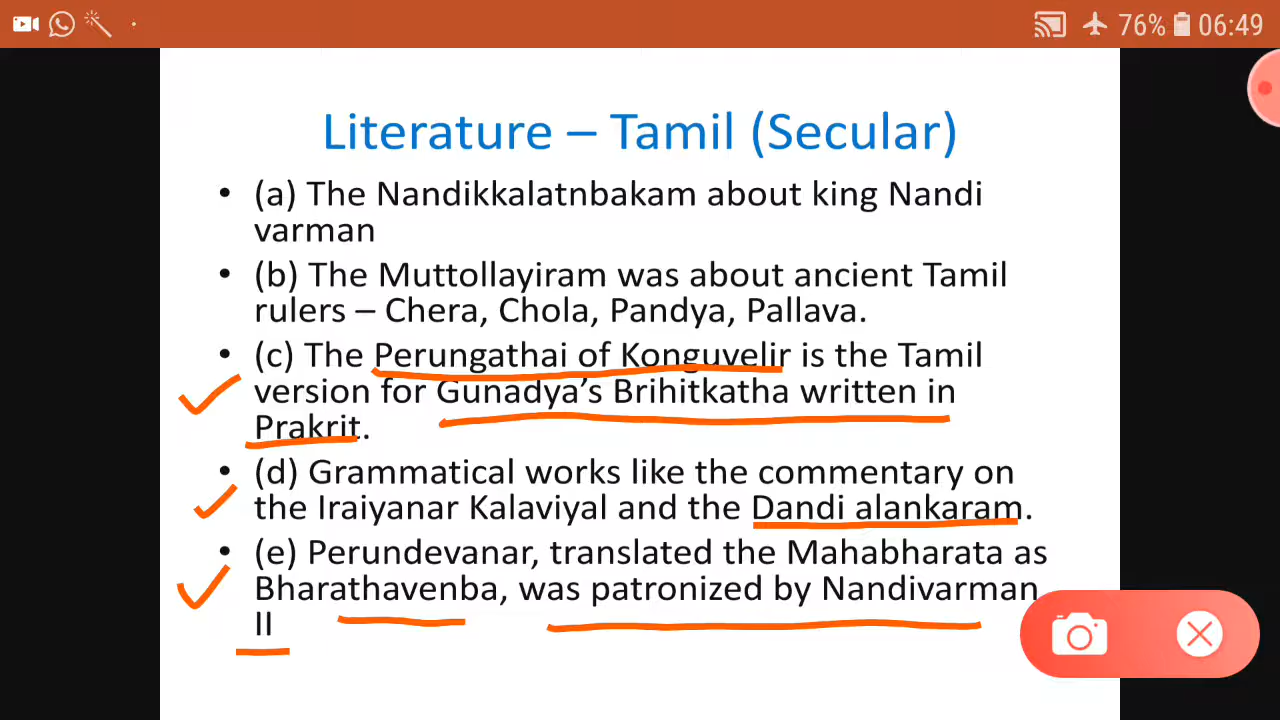 76% 06:49
Literature – Tamil (Secular)
• (a) The Nandikkalatnbakam about king Nandi
varman
• (b) The Muttollayiram was about ancient Tamil
rulers – Chera, Chola, Pandya, Pallava.
• (c) The Perungathai of Konguvelir is the Tamil
version for Gunadya’s Brihitkatha written in
Prakrit.
• (d) Grammatical works like the commentary on
the Iraiyanar Kalaviyal and the Dandi alankaram.
• (e) Perundevanar, translated the Mahabharata as
Bharathavenba, was patronized by Nandivarman
II